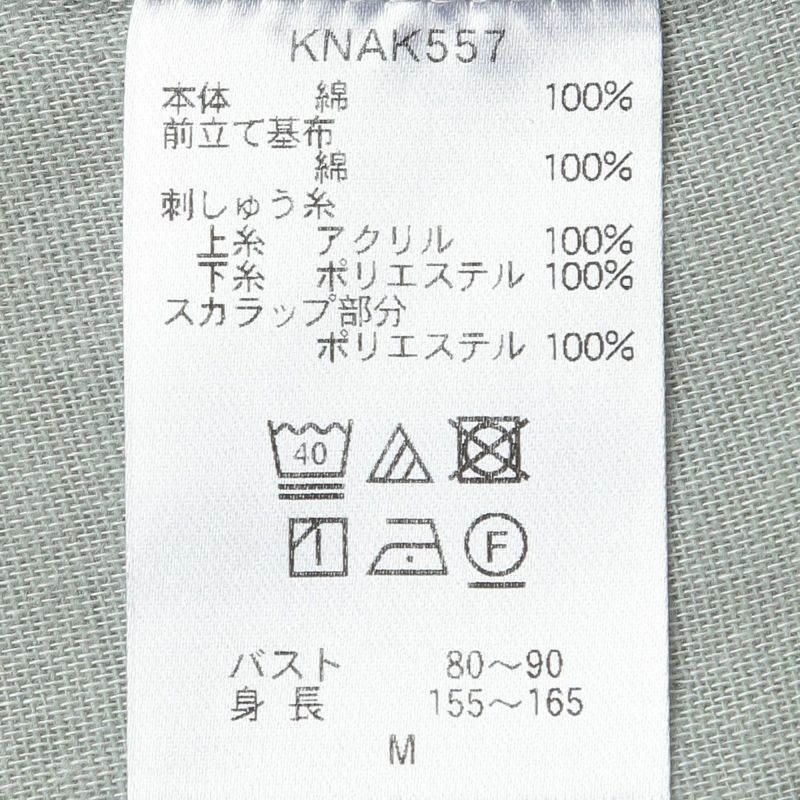 KNAK557
本体 綿 100%
前立て基布
綿 100%
刺しゅう糸
上糸 アクリル 100%
下糸 ポリエステル 100%
スカラップ部分
ポリエステル 100%
40
F
バスト 80～90
身長 155～165
M